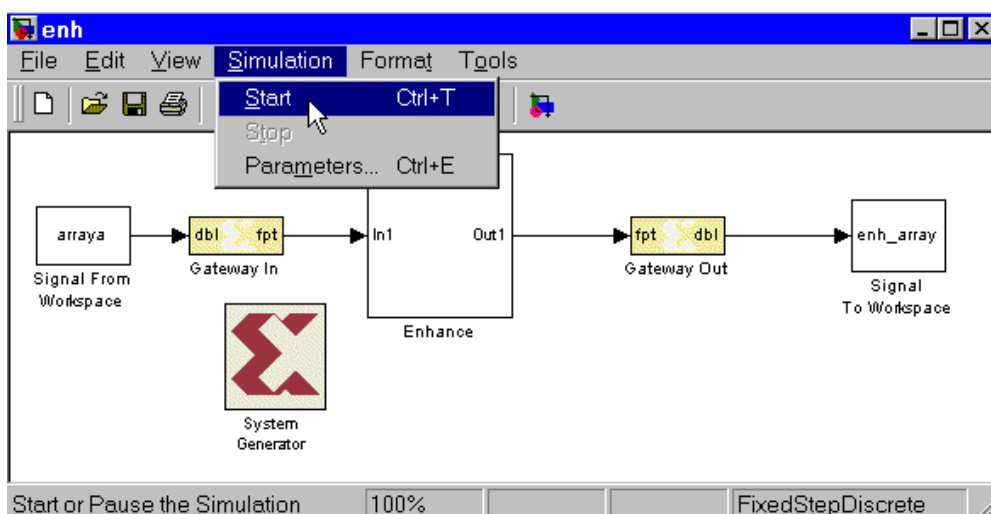 enh
File Edit View Simulation Format Tools
Start Ctrl+T
Stop
Parameters... Ctrl+E
arraya
dbl fpt
In1 Out1
fpt dbl
enh_array
Signal From
Workspace
Gateway In
Enhance
Gateway Out
Signal
To Workspace
System
Generator
Start or Pause the Simulation 100% FixedStepDiscrete